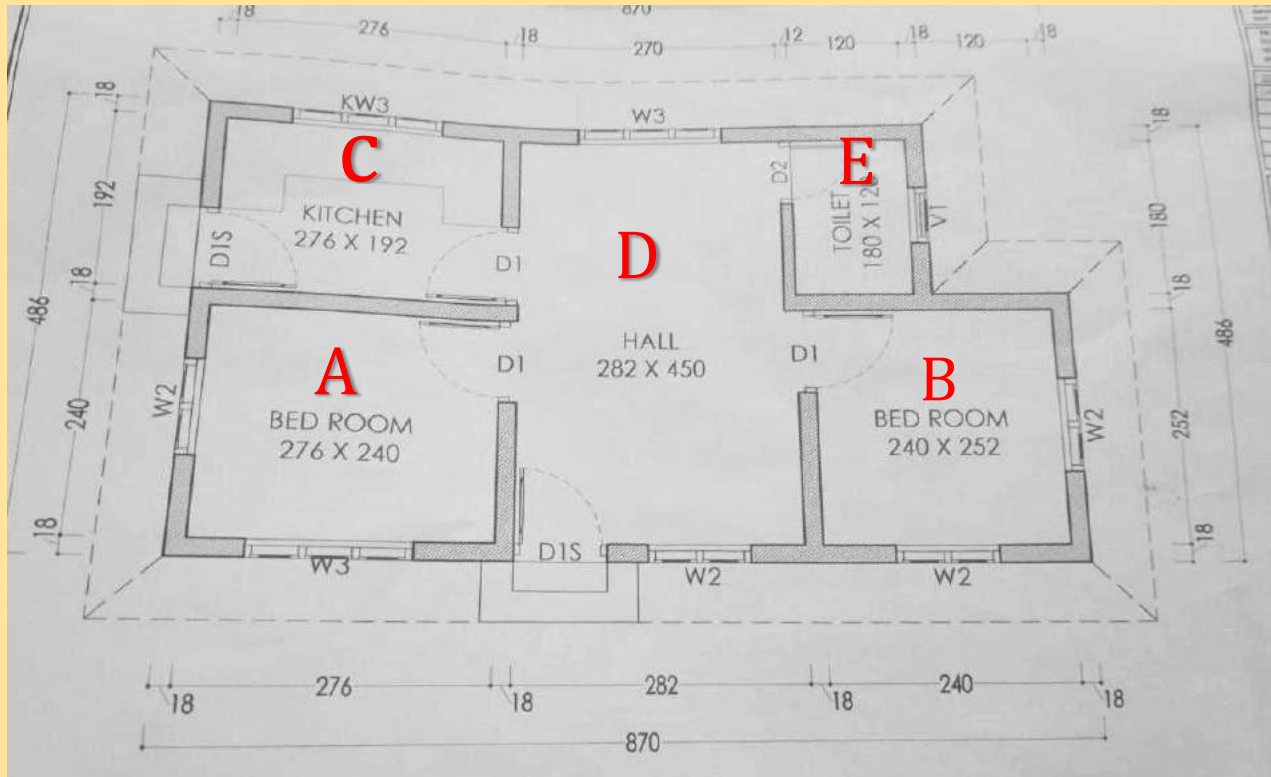 870
18
276
18
270
12
120
18
120
18
18
192
18
240
18
486
KW3
W3
C
KITCHEN
276 X 192
D1S
D1
D
HALL
282 X 450
D2
E
TOILET
180 X 120
V1
A
BED ROOM
276 X 240
D1
W2
W3
D1S
D1
B
BED ROOM
240 X 252
W2
W2
W2
18
180
18
252
18
486
276
18
282
18
240
18
18
870